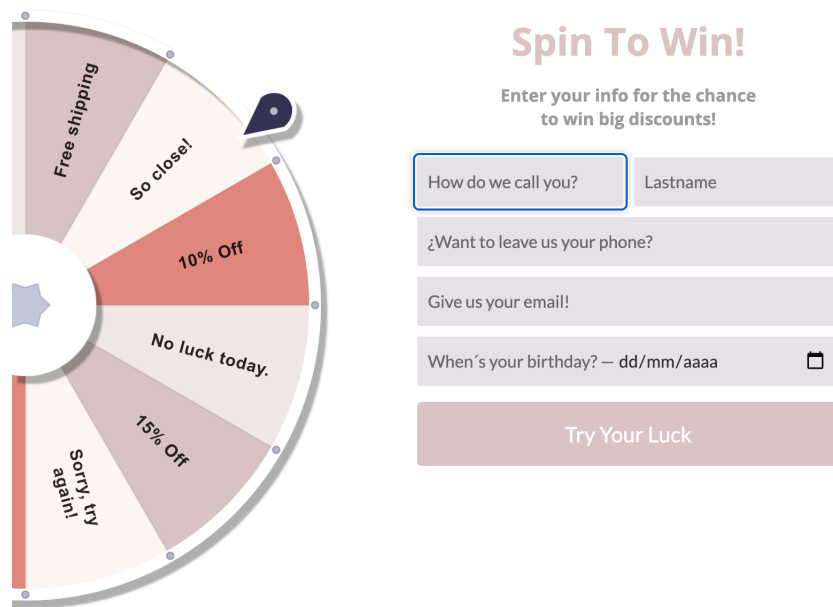 Free shipping
So close!
10% Off
No luck today.
15% Off
Sorry, try
again!
Spin To Win!
Enter your info for the chance
to win big discounts!
How do we call you?
Lastname
¿Want to leave us your phone?
Give us your email!
When´s your birthday? — dd/mm/aaaa
Try Your Luck